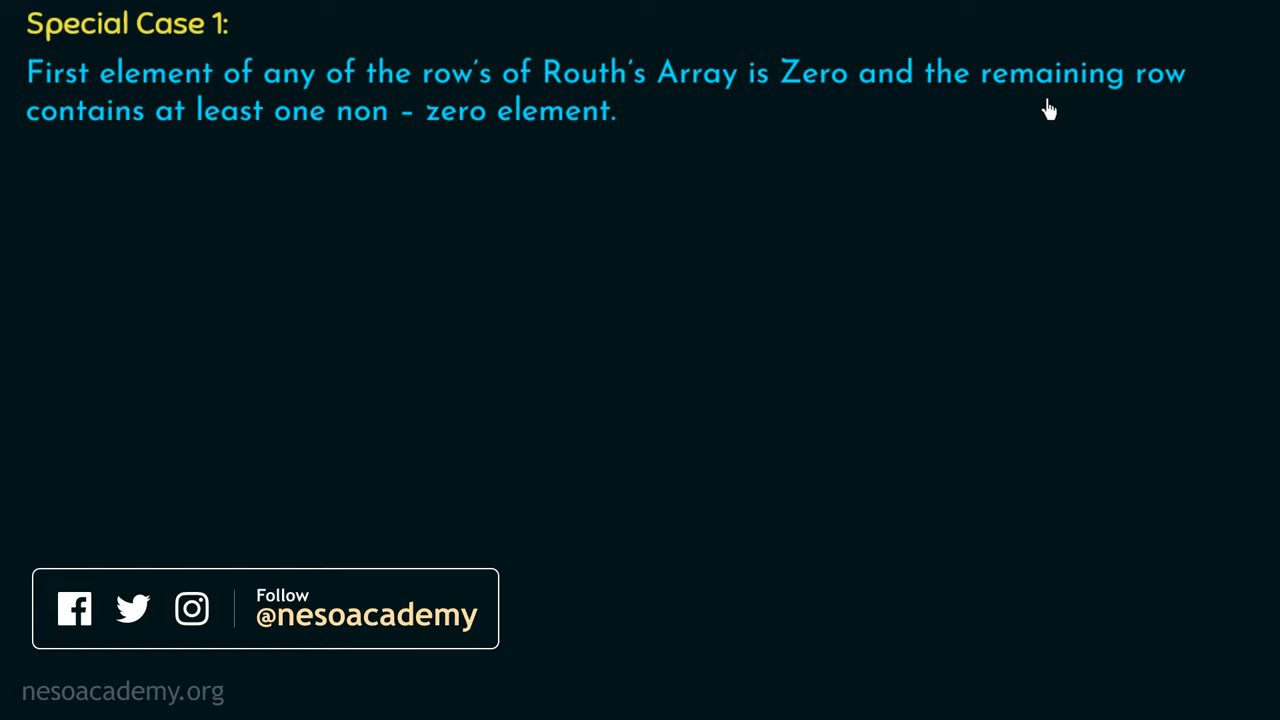 Special Case 1:
First element of any of the row's of Routh's Array is Zero and the remaining row
contains at least one non – zero element.
Follow
@nesoacademy
nesoacademy.org